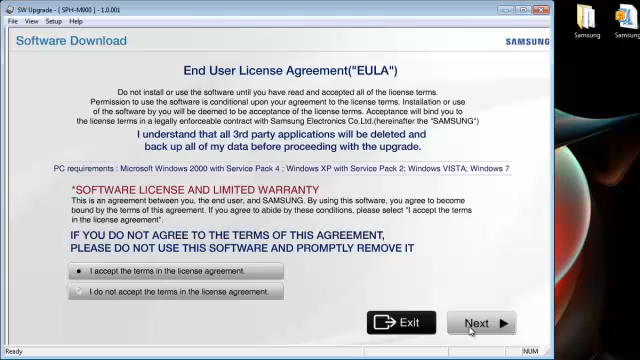 SW Upgrade - [ SPH-M900 ] - 1.0.001
File View Setup Help
Software Download
SAMSUNG
End User License Agreement("EULA")
Do not install or use the software until you have read and accepted all of the license terms.
Permission to use the software is conditional upon your agreement to the license terms. Installation or use
of the software by you will be deemed to be acceptance of the license terms. Acceptance will bind you to
the license terms in a legally enforceable contract with Samsung Electronics Co.Ltd.(hereinafter the "SAMSUNG")
I understand that all 3rd party applications will be deleted and
back up all of my data before proceeding with the upgrade.
PC requirements : Microsoft Windows 2000 with Service Pack 4 ; Windows XP with Service Pack 2; Windows VISTA; Windows 7
*SOFTWARE LICENSE AND LIMITED WARRANTY
This is an agreement between you, the end user, and SAMSUNG. By using this software, you agree to become
bound by the terms of this agreement. If you agree to abide by these conditions, please select "I accept the terms
in the license agreement".
IF YOU DO NOT AGREE TO THE TERMS OF THIS AGREEMENT,
PLEASE DO NOT USE THIS SOFTWARE AND PROMPTLY REMOVE IT
I accept the terms in the license agreement.
I do not accept the terms in the license agreement.
Exit
Next
Ready
NUM
Samsung
Samsung